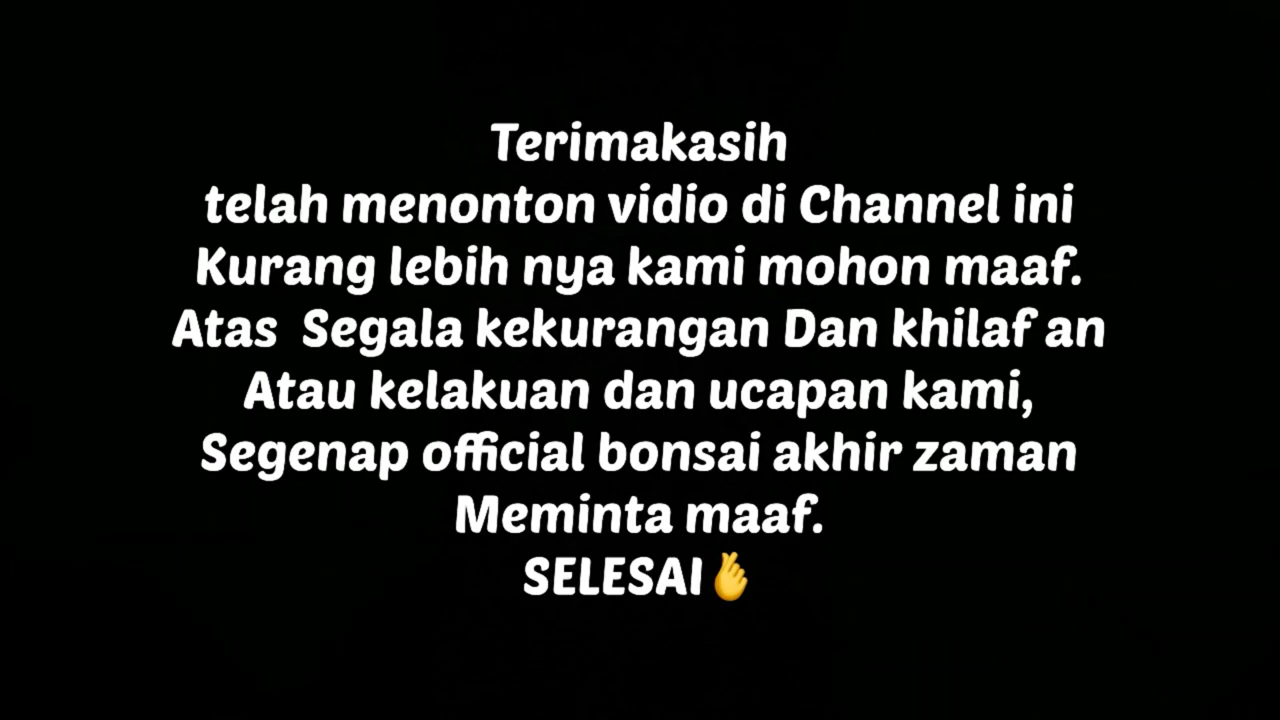 Terimakasih
telah menonton vidio di Channel ini
Kurang lebih nya kami mohon maaf.
Atas  Segala kekurangan Dan khilaf an
Atau kelakuan dan ucapan kami,
Segenap official bonsai akhir zaman
Meminta maaf.
SELESAI🫰